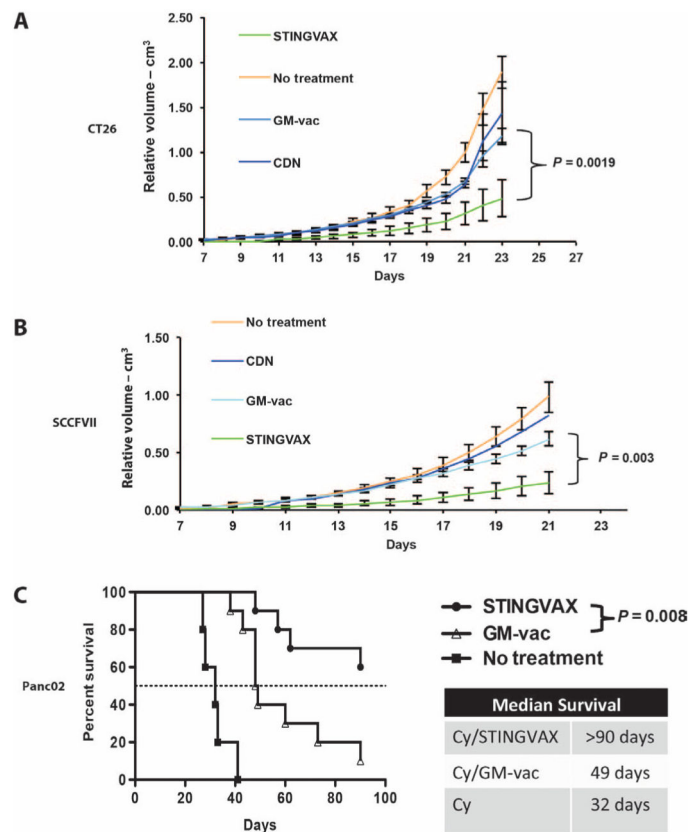 A
CT26
Relative volume – cm³
2.50
2.00
1.50
1.00
0.50
0.00
STINGVAX
No treatment
GM-vac
CDN
P = 0.0019
7 9 11 13 15 17 19 21 23 25 27
Days
B
SCCFVII
Relative volume – cm³
1.50
1.00
0.50
0.00
No treatment
CDN
GM-vac
STINGVAX
P = 0.003
7 9 11 13 15 17 19 21 23
Days
C
Panc02
Percent survival
100
80
60
40
20
0
0 20 40 60 80 100
Days
STINGVAX
GM-vac
No treatment
P = 0.008
Median Survival
Cy/STINGVAX >90 days
Cy/GM-vac 49 days
Cy 32 days